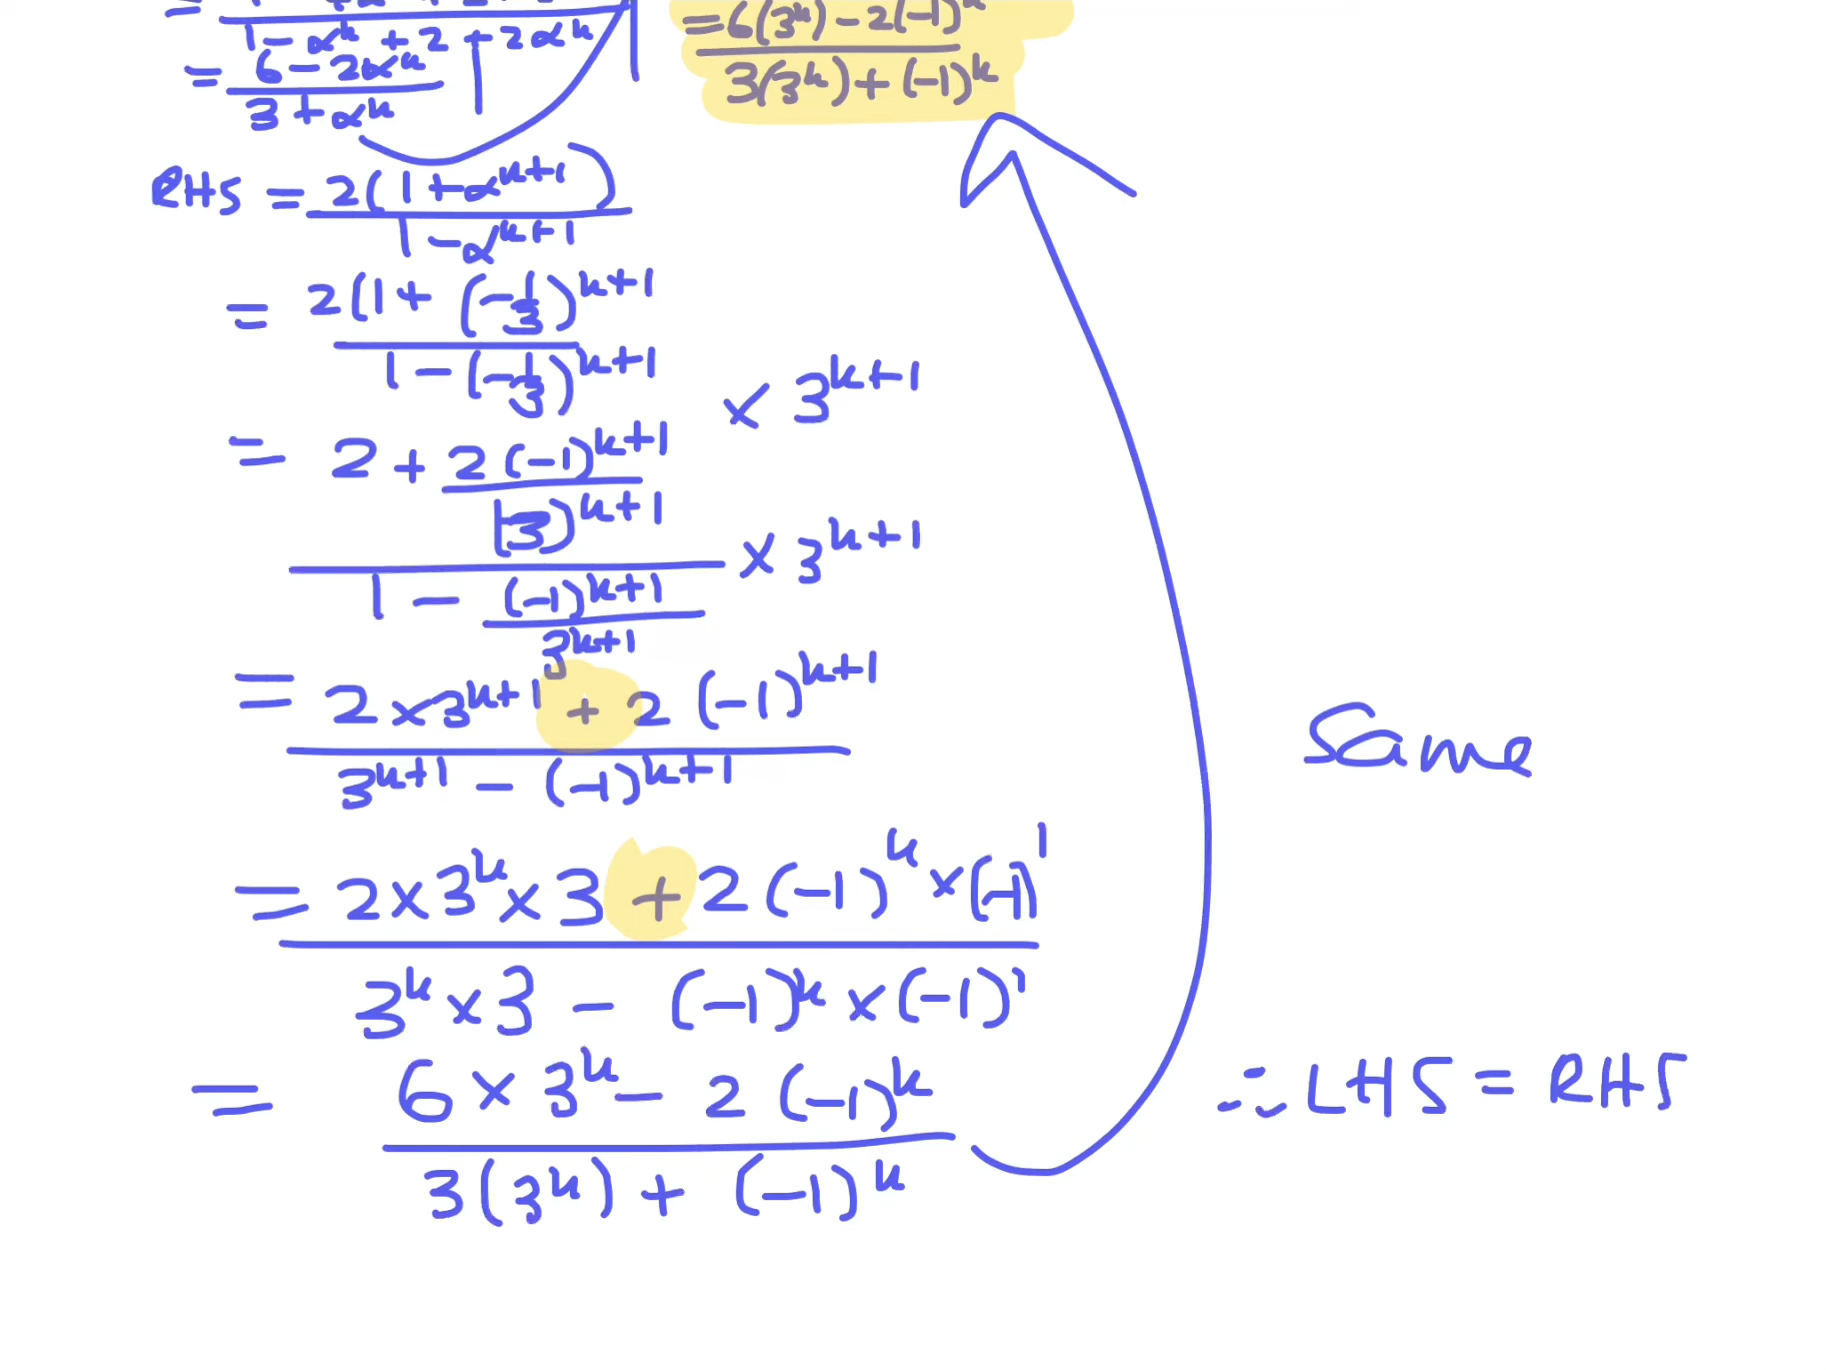 1 - α^k + 2 + 2α^k
= 6 - 2α^k
3 + α^k
= 6(3^k) - 2(-1)^k
3(3^k) + (-1)^k
RHS = 2(1 + α^{k+1})
1 - α^{k+1}
= 2(1 + (-1/3)^{k+1}
1 - (-1/3)^{k+1}
× 3^{k+1}
= 2 + 2(-1)^{k+1}
(3)^{k+1}
× 3^{k+1}
1 - (-1)^{k+1}
3^{k+1}
= 2 × 3^{k+1} + 2(-1)^{k+1}
3^{k+1} - (-1)^{k+1}
Same
= 2 × 3^k × 3 + 2(-1)^k × (-1)^1
3^k × 3 - (-1)^k × (-1)^1
= 6 × 3^k - 2(-1)^k
3(3^k) + (-1)^k
∴ LHS = RHS